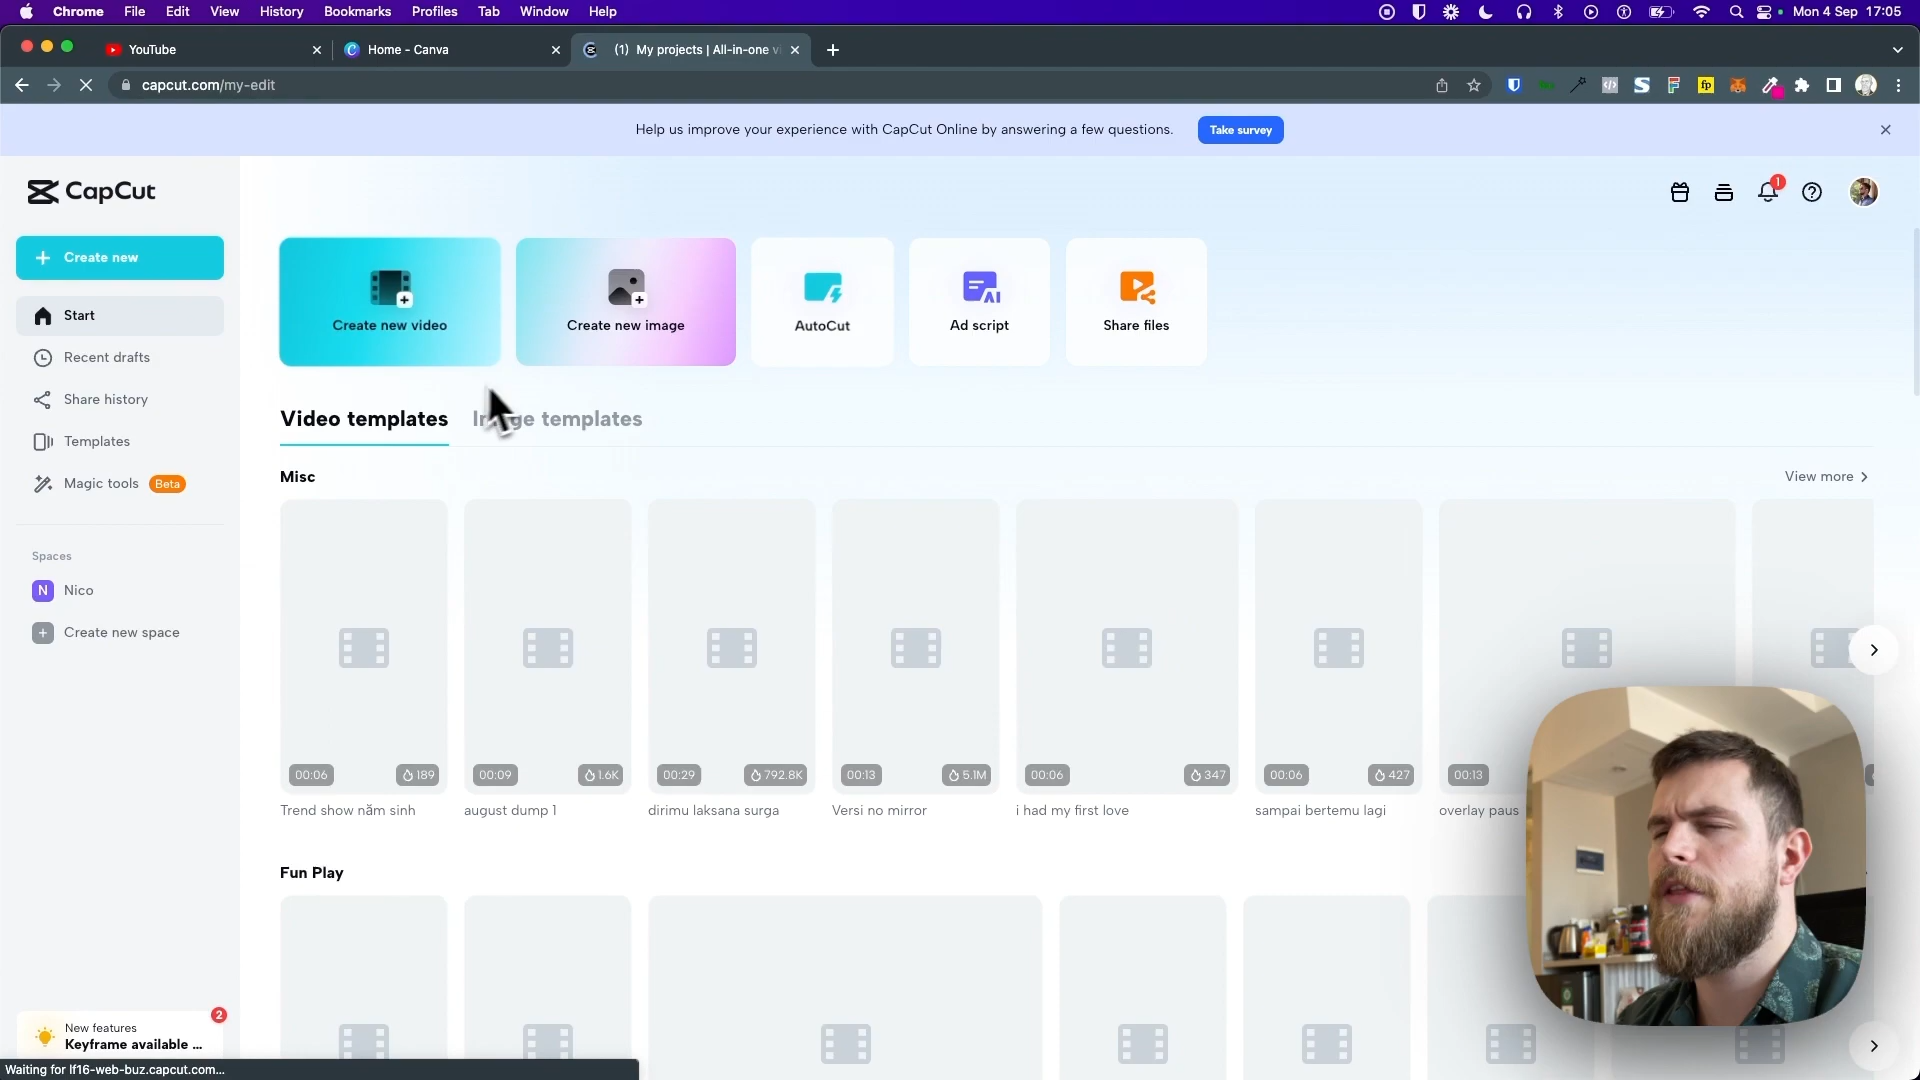 Chrome File Edit View History Bookmarks Profiles Tab Window Help Mon 4 Sep 17:05
YouTube Home - Canva (1) My projects | All-in-one vi
capcut.com/my-edit
Help us improve your experience with CapCut Online by answering a few questions. Take survey
CapCut
1
Create new
Start
Recent drafts
Share history
Templates
Magic tools Beta
Spaces
N Nico
Create new space
New features
Keyframe available ...
2
Create new video
Create new image
AutoCut
Ad script
Share files
Video templates Image templates
Misc View more
00:06 189 00:09 1.6K 00:29 792.8K 00:13 5.1M 00:06 347 00:06 427 00:13
Trend show năm sinh august dump 1 dirimu laksana surga Versi no mirror i had my first love sampai bertemu lagi overlay paus
Fun Play
Waiting for lf16-web-buz.capcut.com...